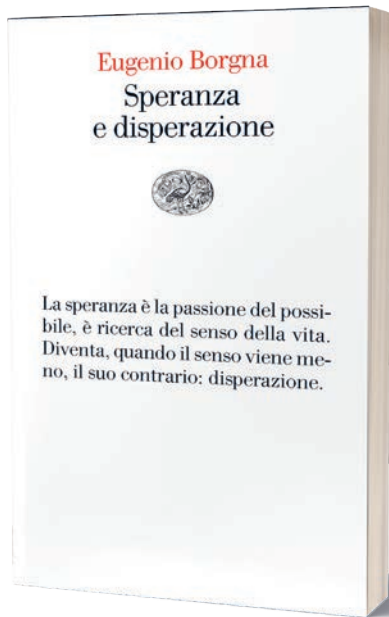 Eugenio Borgna
Speranza
e disperazione
La speranza è la passione del possi-
bile, è ricerca del senso della vita.
Diventa, quando il senso viene me-
no, il suo contrario: disperazione.